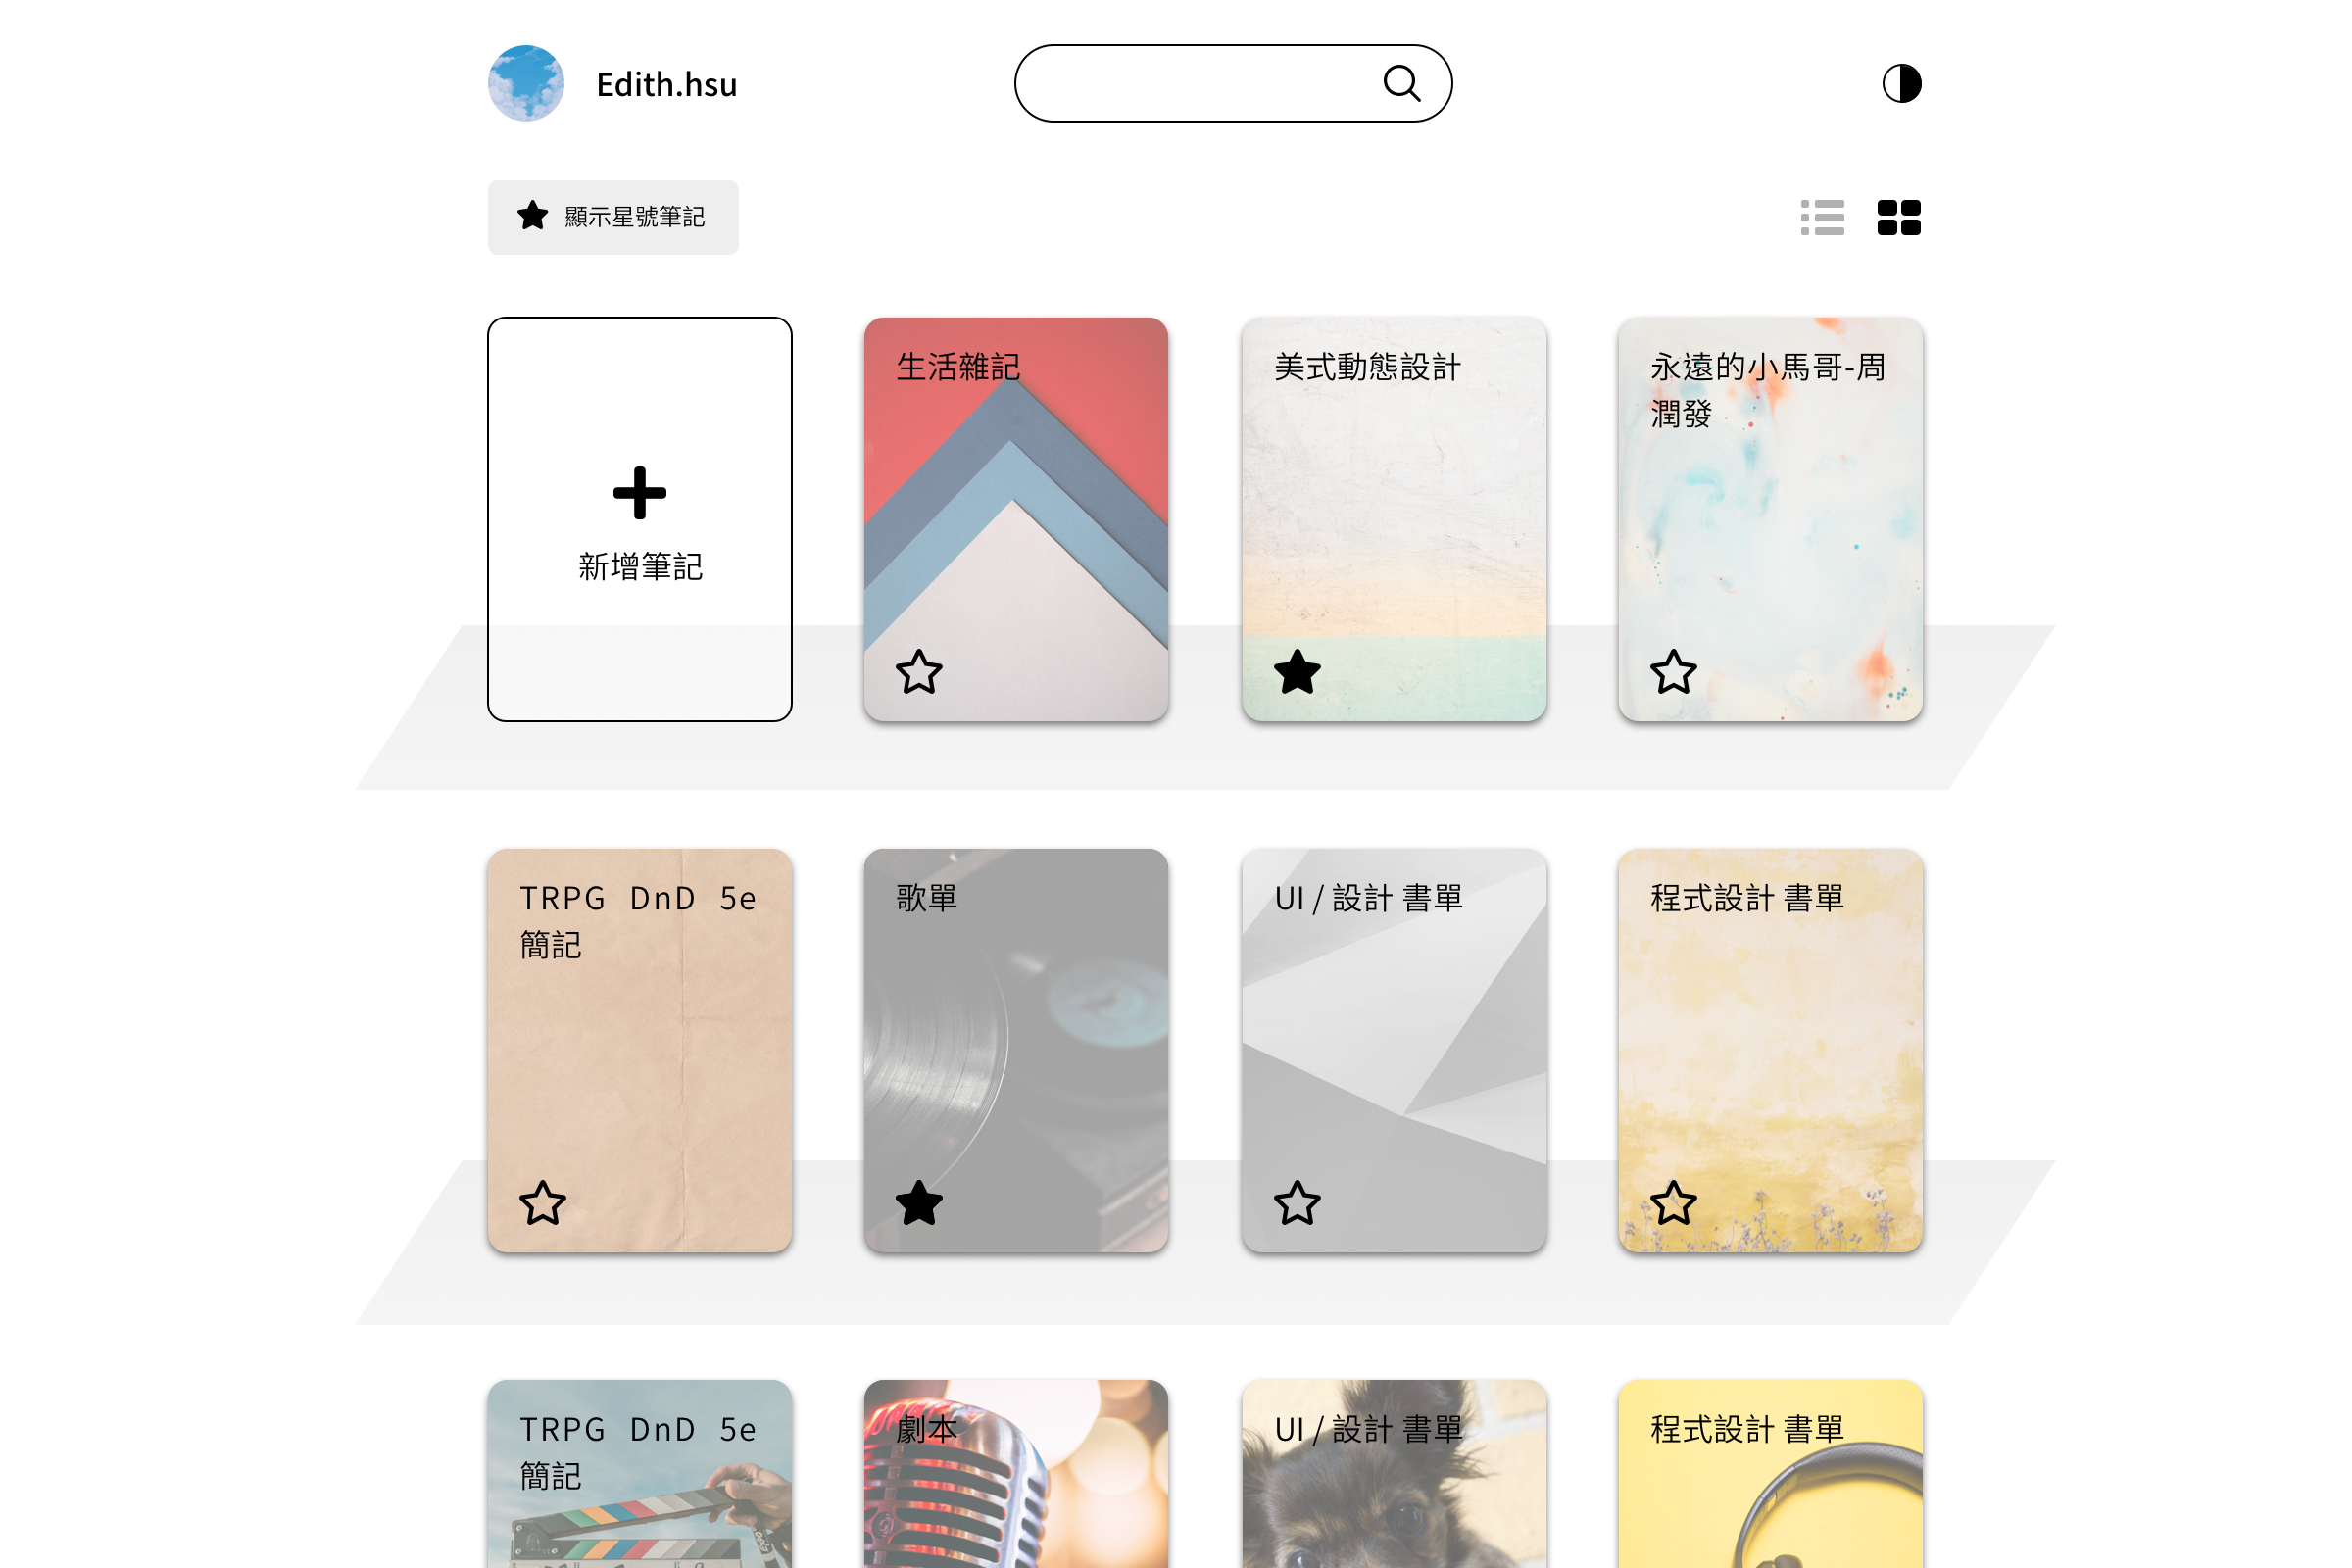 Edith.hsu
顯示星號筆記
新增筆記
生活雜記
美式動態設計
永遠的小馬哥-周
潤發
TRPG DnD 5e
簡記
歌單
UI / 設計 書單
程式設計 書單
TRPG DnD 5e
簡記
劇本
UI / 設計 書單
程式設計 書單